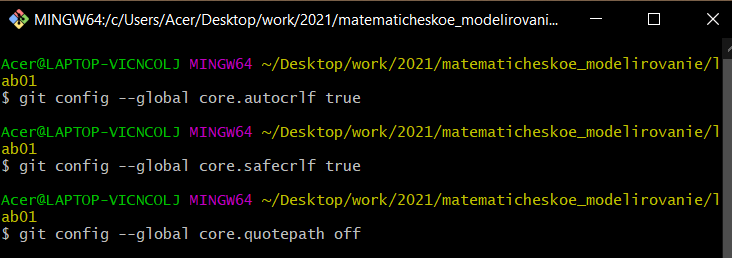 MINGW64:/c/Users/Acer/Desktop/work/2021/matematicheskoe_modelirovani...
Acer@LAPTOP-VICNCOLJ MINGW64 ~/Desktop/work/2021/matematicheskoe_modelirovanie/l
ab01
$ git config --global core.autocrlf true
Acer@LAPTOP-VICNCOLJ MINGW64 ~/Desktop/work/2021/matematicheskoe_modelirovanie/l
ab01
$ git config --global core.safecrlf true
Acer@LAPTOP-VICNCOLJ MINGW64 ~/Desktop/work/2021/matematicheskoe_modelirovanie/l
ab01
$ git config --global core.quotepath off